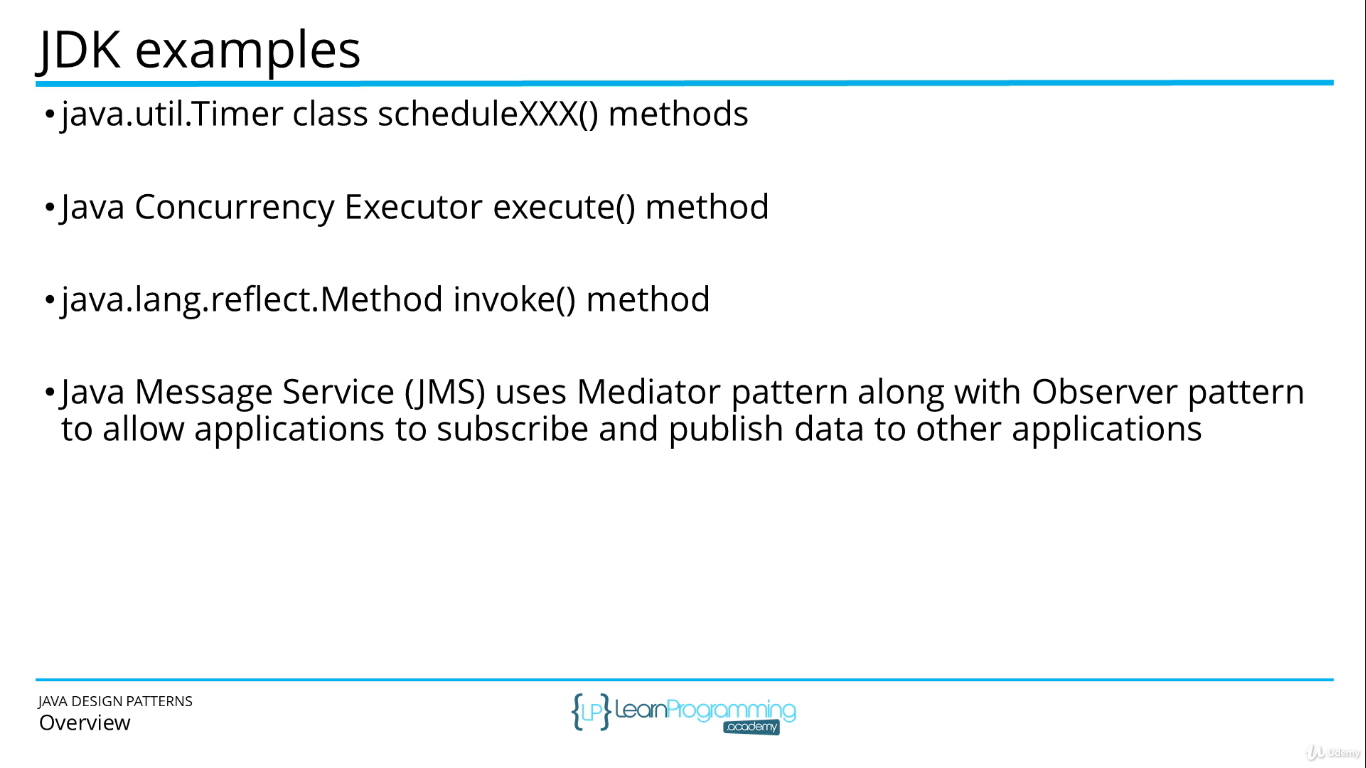 JDK examples
• java.util.Timer class scheduleXXX() methods
• Java Concurrency Executor execute() method
• java.lang.reflect.Method invoke() method
• Java Message Service (JMS) uses Mediator pattern along with Observer pattern
to allow applications to subscribe and publish data to other applications
JAVA DESIGN PATTERNS
Overview
{LP} LearnProgramming
.academy
Udemy